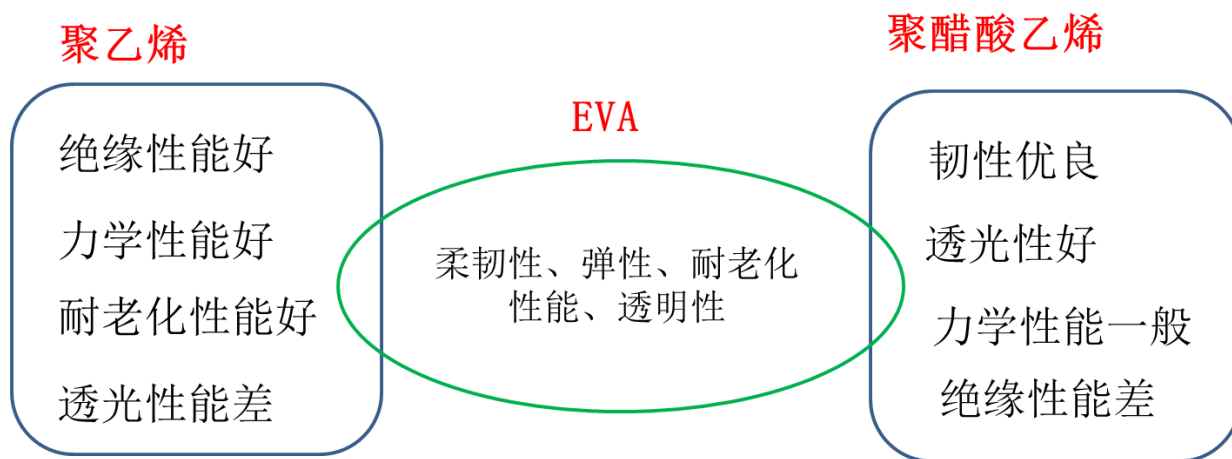 聚乙烯
绝缘性能好
力学性能好
耐老化性能好
透光性能差
EVA
柔韧性、弹性、耐老化
性能、透明性
聚醋酸乙烯
韧性优良
透光性好
力学性能一般
绝缘性能差